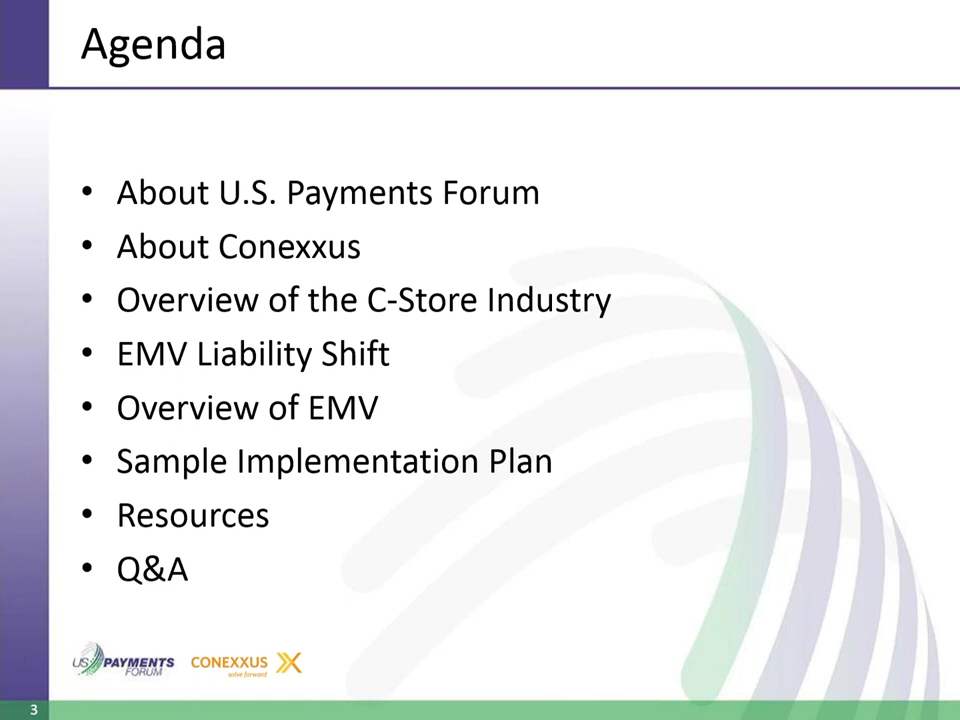 Agenda
• About U.S. Payments Forum
• About Conexxus
• Overview of the C-Store Industry
• EMV Liability Shift
• Overview of EMV
• Sample Implementation Plan
• Resources
• Q&A
US PAYMENTS
FORUM
CONEXXUS
solve forward
3